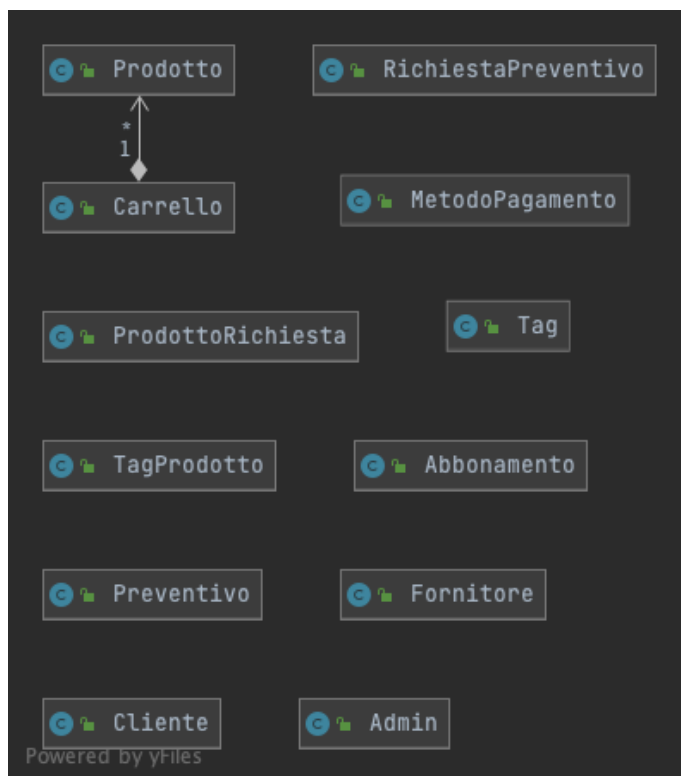 Prodotto
RichiestaPreventivo
*
1
Carrello
MetodoPagamento
ProdottoRichiesta
Tag
TagProdotto
Abbonamento
Preventivo
Fornitore
Cliente
Admin
Powered by yFiles